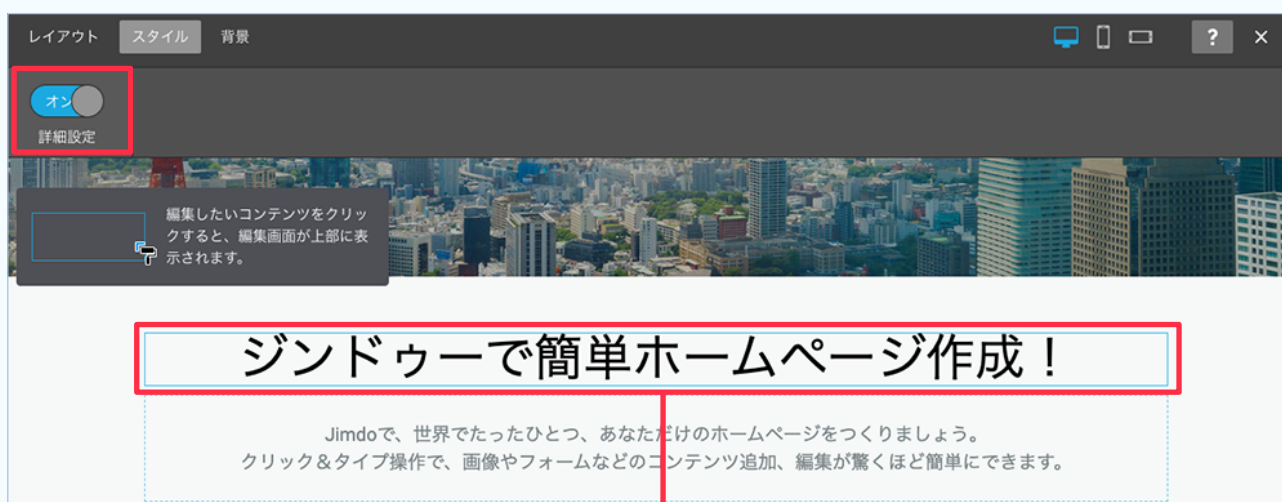 レイアウト スタイル 背景 ? ×
オン
詳細設定
編集したいコンテンツをクリッ
クすると、編集画面が上部に表
示されます。
ジンドゥーで簡単ホームページ作成！
Jimdoで、世界でたったひとつ、あなただけのホームページをつくりましょう。
クリック＆タイプ操作で、画像やフォームなどのコンテンツ追加、編集が驚くほど簡単にできます。